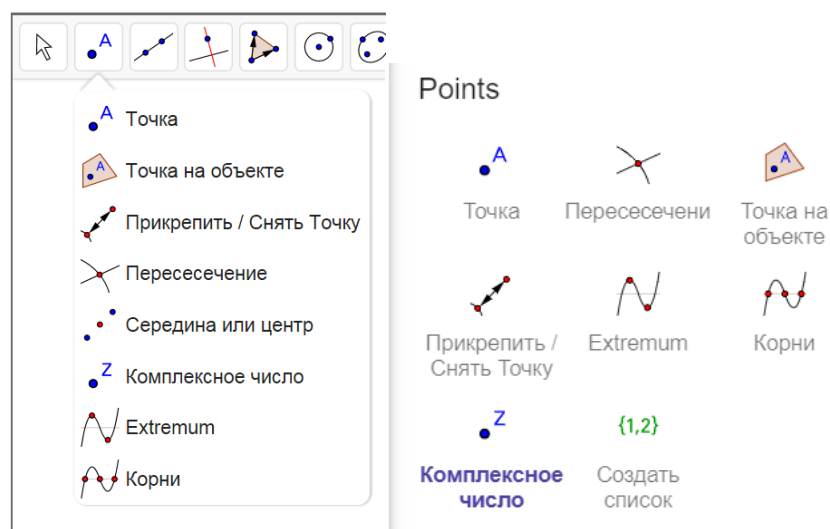 A
A Точка
A Точка на объекте
Прикрепить / Снять Точку
Пересесечение
Середина или центр
Z Комплексное число
Extremum
Корни
Points
A
A
Точка
Пересесечени
Точка на
объекте
Прикрепить /
Снять Точку
Extremum
Корни
Z
{1,2}
Комплексное
число
Создать
список